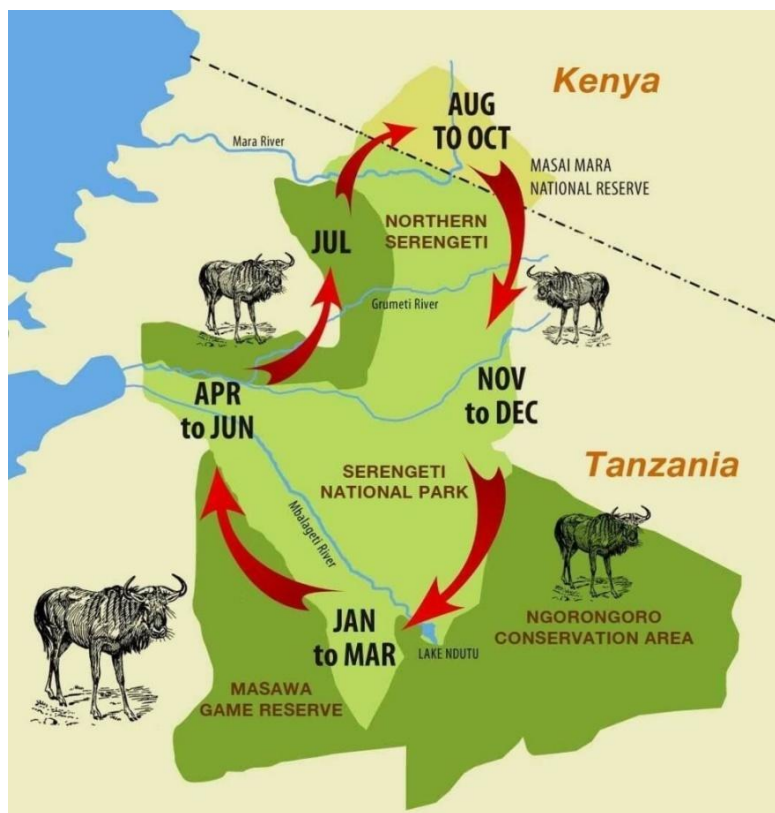 Kenya
AUG
TO OCT
Mara River
MASAI MARA
NATIONAL RESERVE
NORTHERN
SERENGETI
JUL
Grumeti River
NOV
to DEC
APR
to JUN
Tanzania
SERENGETI
NATIONAL PARK
Mbalageti River
JAN
to MAR
LAKE NDUTU
NGORONGORO
CONSERVATION AREA
MASAWA
GAME RESERVE